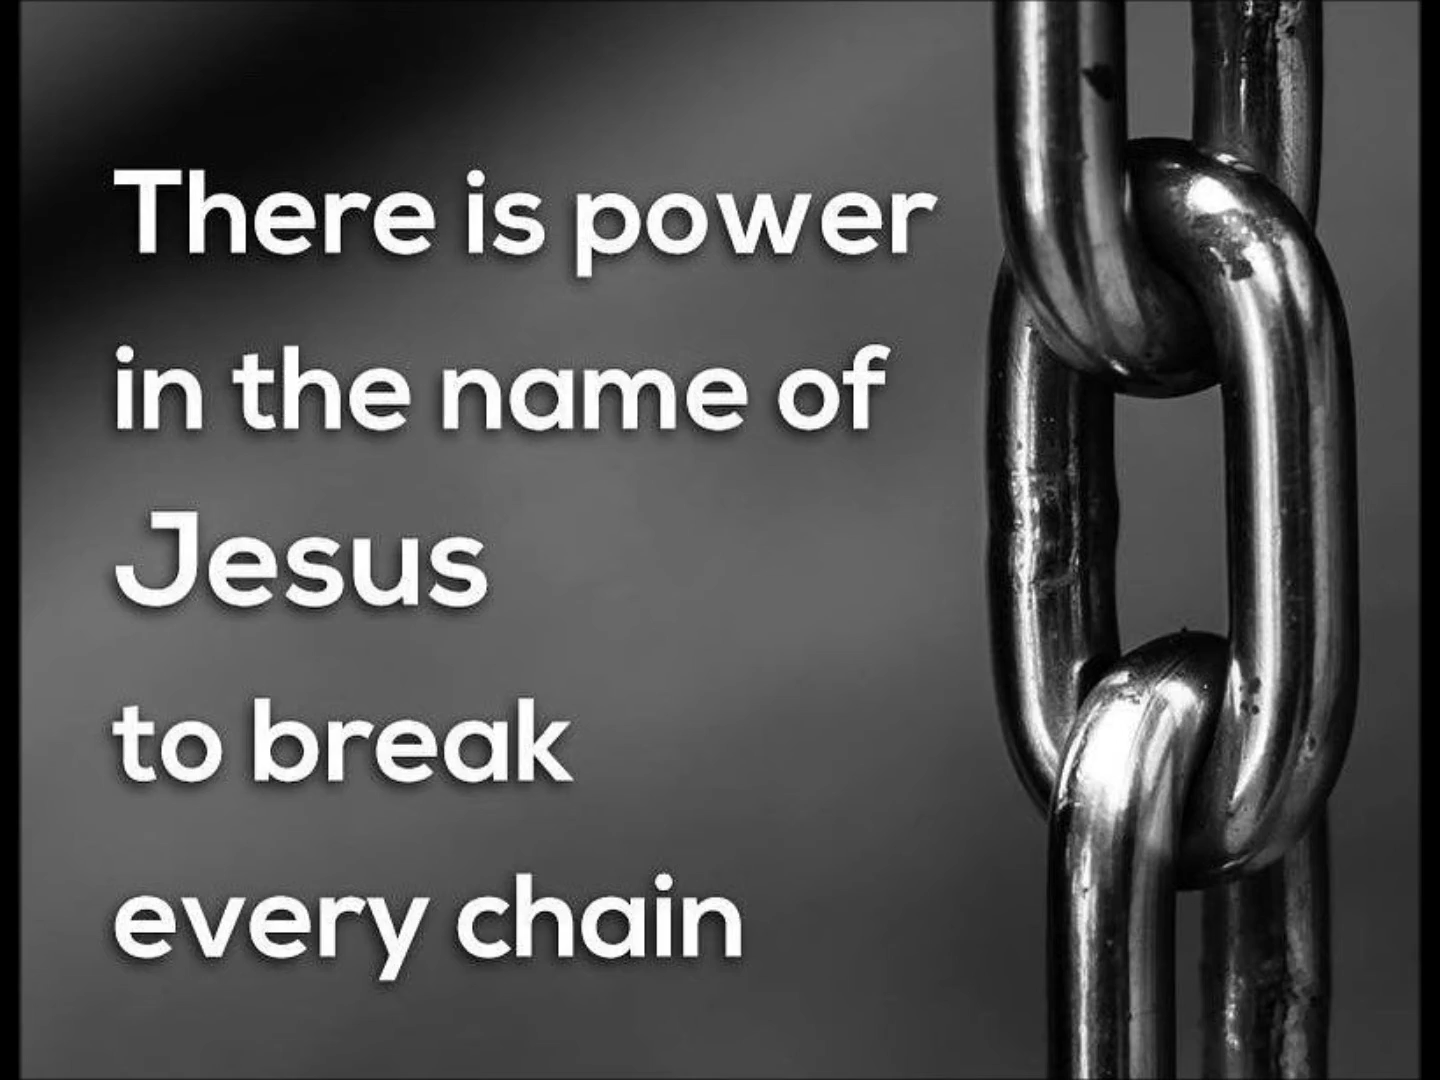 There is power
in the name of
Jesus
to break
every chain